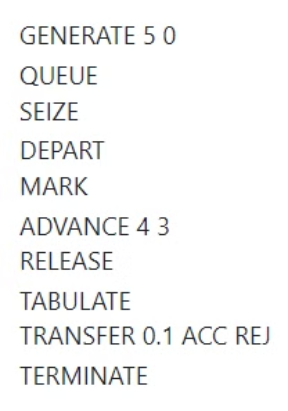 GENERATE 5 0
QUEUE
SEIZE
DEPART
MARK
ADVANCE 4 3
RELEASE
TABULATE
TRANSFER 0.1 ACC REJ
TERMINATE